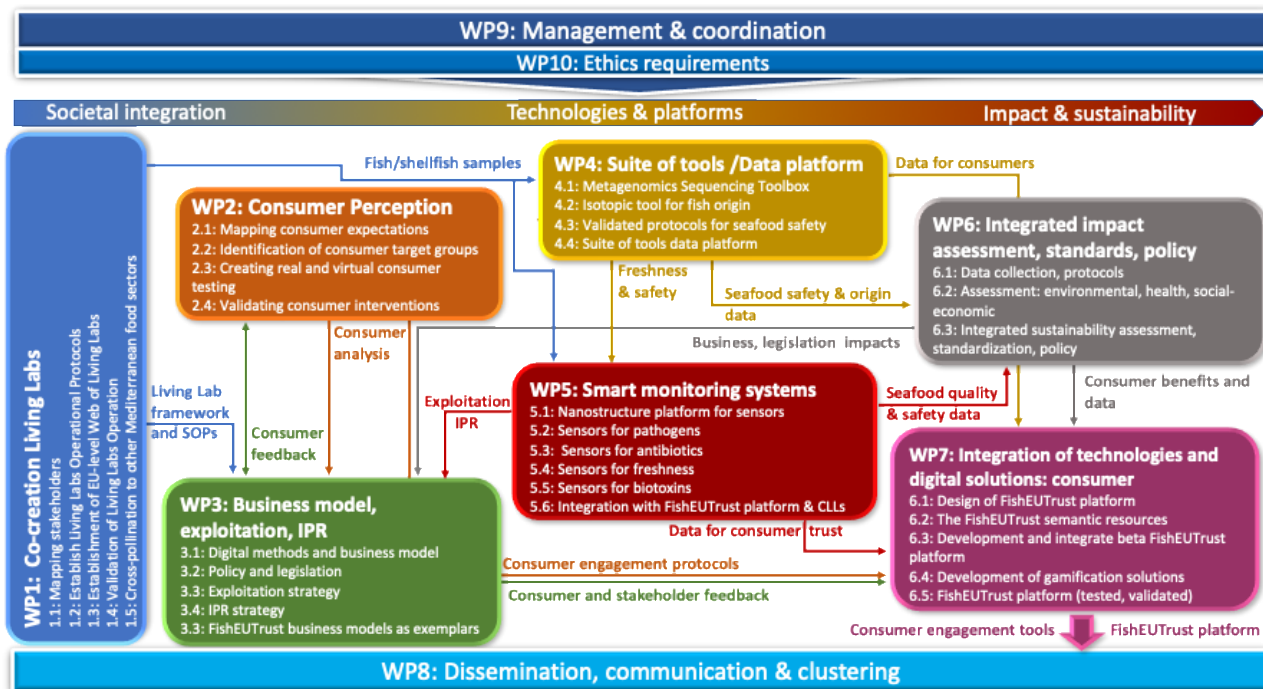 WP9: Management & coordination
WP10: Ethics requirements
Societal integration
Technologies & platforms
Impact & sustainability
WP1: Co-creation Living Labs
1.1: Mapping stakeholders
1.2: Establish Living Labs Operational Protocols
1.3: Establishment of EU-level Web of Living Labs
1.4: Validation of Living Labs Operation
1.5: Cross-pollination to other Mediterranean food sectors
Fish/shellfish samples
WP2: Consumer Perception
2.1: Mapping consumer expectations
2.2: Identification of consumer target groups
2.3: Creating real and virtual consumer
testing
2.4: Validating consumer interventions
WP4: Suite of tools /Data platform
4.1: Metagenomics Sequencing Toolbox
4.2: Isotopic tool for fish origin
4.3: Validated protocols for seafood safety
4.4: Suite of tools data platform
Data for consumers
WP6: Integrated impact
assessment, standards, policy
6.1: Data collection, protocols
6.2: Assessment: environmental, health, social-
economic
6.3: Integrated sustainability assessment,
standardization, policy
Freshness
& safety
Seafood safety & origin
data
Consumer
analysis
Business, legislation impacts
Living Lab
framework
and SOPs
Consumer
feedback
Exploitation
IPR
WP5: Smart monitoring systems
5.1: Nanostructure platform for sensors
5.2: Sensors for pathogens
5.3: Sensors for antibiotics
5.4: Sensors for freshness
5.5: Sensors for biotoxins
5.6: Integration with FishEUTrust platform & CLLs
Seafood quality
& safety data
Consumer benefits and
data
WP3: Business model,
exploitation, IPR
3.1: Digital methods and business model
3.2: Policy and legislation
3.3: Exploitation strategy
3.4: IPR strategy
3.3: FishEUTrust business models as exemplars
Data for consumer trust
Consumer engagement protocols
Consumer and stakeholder feedback
WP7: Integration of technologies and
digital solutions: consumer
6.1: Design of FishEUTrust platform
6.2: The FishEUTrust semantic resources
6.3: Development and integrate beta FishEUTrust
platform
6.4: Development of gamification solutions
6.5: FishEUTrust platform (tested, validated)
Consumer engagement tools
FishEUTrust platform
WP8: Dissemination, communication & clustering